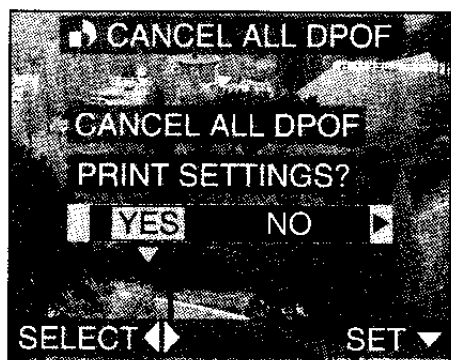 CANCEL ALL DPOF
CANCEL ALL DPOF
PRINT SETTINGS?
YES NO
SELECT SET